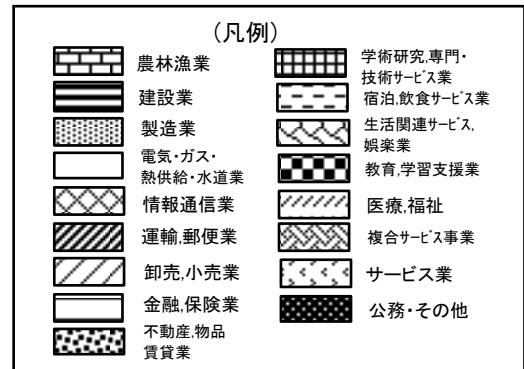 (凡例)
農林漁業
建設業
製造業
電気・ガス・
熱供給・水道業
情報通信業
運輸,郵便業
卸売,小売業
金融,保険業
不動産,物品
賃貸業
学術研究,専門・
技術サービス業
宿泊,飲食サービス業
生活関連サービス,
娯楽業
教育,学習支援業
医療,福祉
複合サービス事業
サービス業
公務・その他